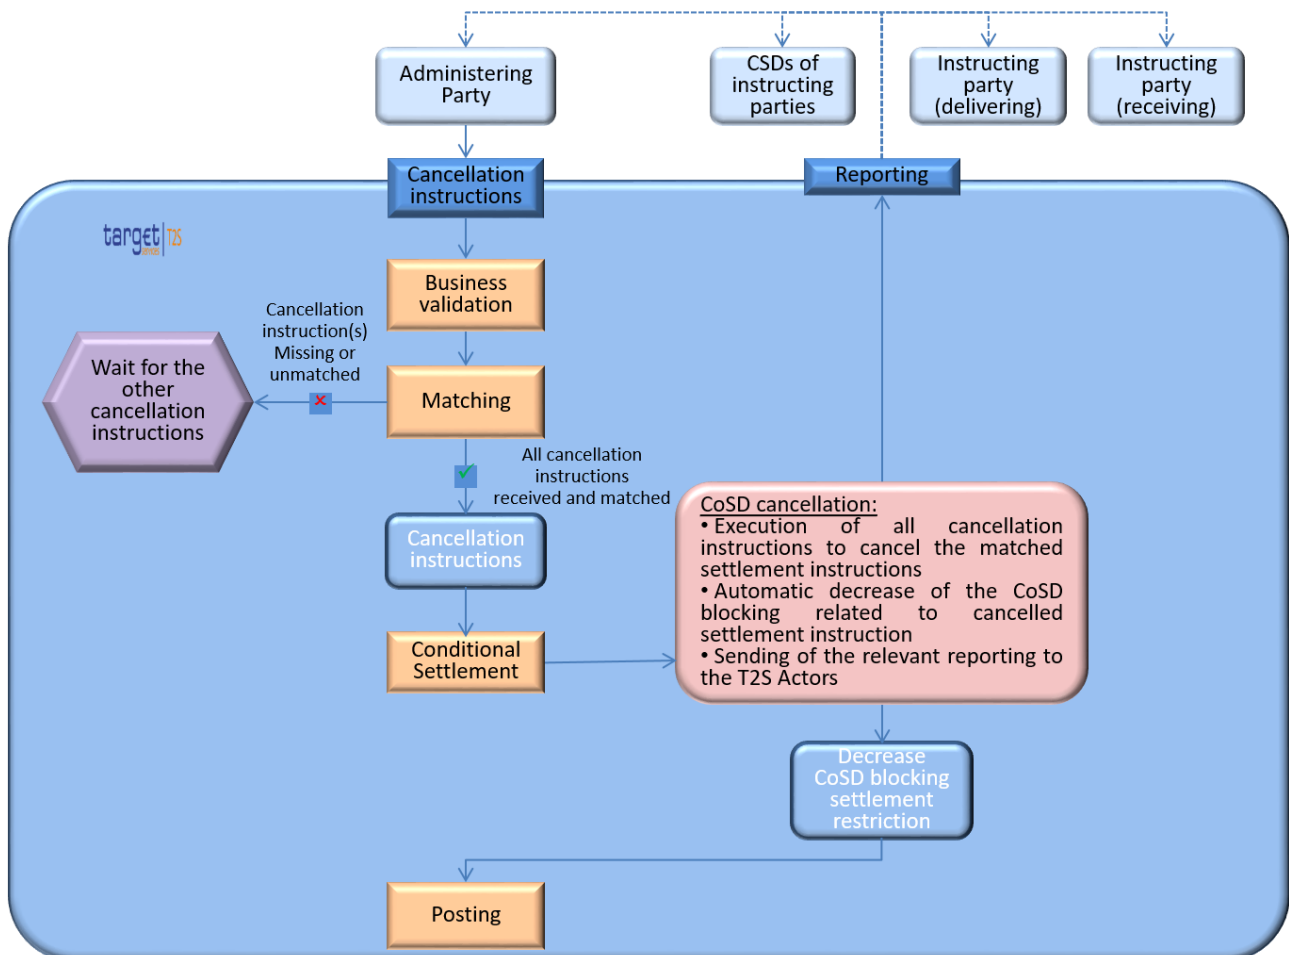 Administering
Party
CSDs of
instructing
parties
Instructing
party
(delivering)
Instructing
party
(receiving)
Cancellation
instructions
Reporting
target
services
T2S
Business
validation
Cancellation
instruction(s)
Missing or
unmatched
Wait for the
other
cancellation
instructions
Matching
All cancellation
instructions
received and matched
Cancellation
instructions
CoSD cancellation:
• Execution of all cancellation
instructions to cancel the matched
settlement instructions
• Automatic decrease of the CoSD
blocking related to cancelled
settlement instruction
• Sending of the relevant reporting to
the T2S Actors
Conditional
Settlement
Decrease
CoSD blocking
settlement
restriction
Posting